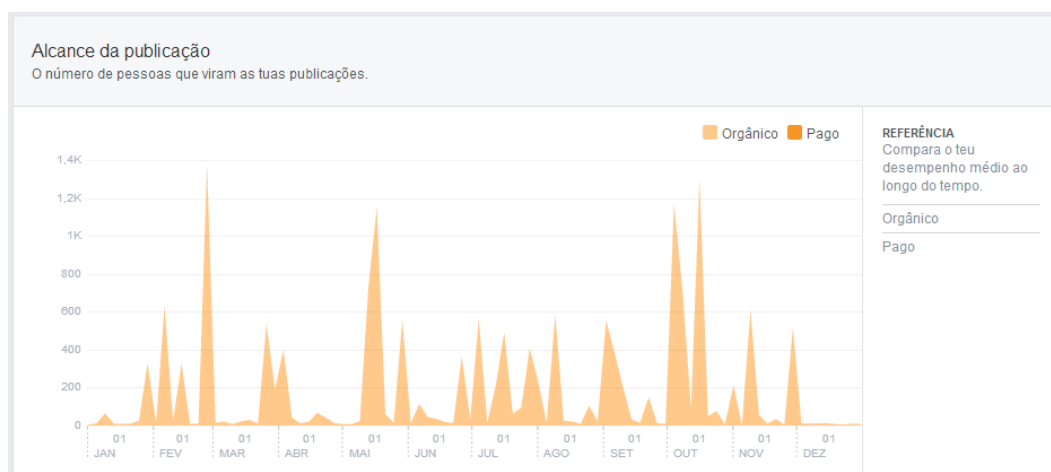 Alcance da publicação
O número de pessoas que viram as tuas publicações.
Orgânico Pago
1,4K
1,2K
1K
800
600
400
200
0
01 01 01 01 01 01 01 01 01 01 01 01
JAN FEV MAR ABR MAI JUN JUL AGO SET OUT NOV DEZ
REFERÊNCIA
Compara o teu
desempenho médio ao
longo do tempo.
Orgânico
Pago